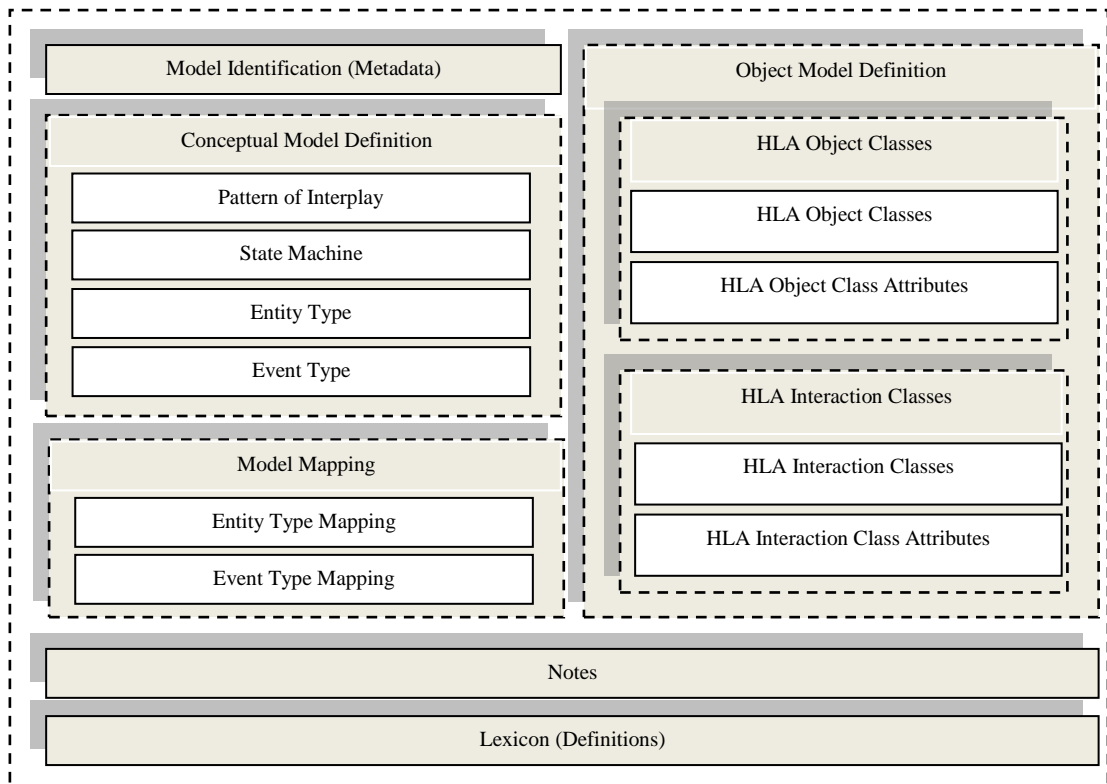 Model Identification (Metadata)
Conceptual Model Definition
Pattern of Interplay
State Machine
Entity Type
Event Type
Model Mapping
Entity Type Mapping
Event Type Mapping
Object Model Definition
HLA Object Classes
HLA Object Classes
HLA Object Class Attributes
HLA Interaction Classes
HLA Interaction Classes
HLA Interaction Class Attributes
Notes
Lexicon (Definitions)